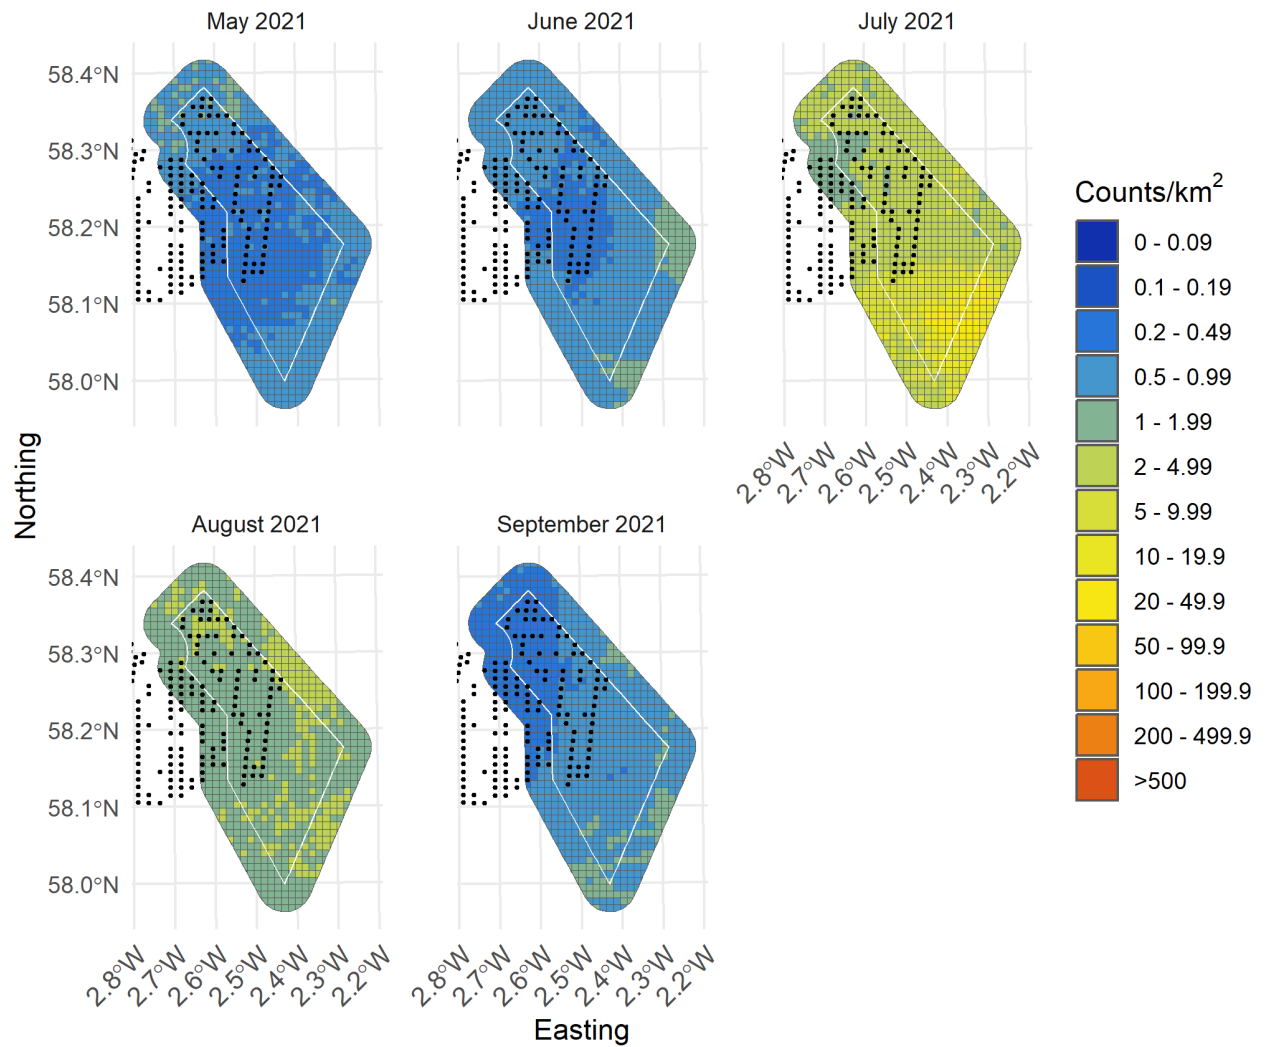 May 2021
June 2021
July 2021
58.4°N
58.3°N
58.2°N
58.1°N
58.0°N
2.8°W
2.7°W
2.6°W
2.5°W
2.4°W
2.3°W
2.2°W
Northing
August 2021
September 2021
58.4°N
58.3°N
58.2°N
58.1°N
58.0°N
2.8°W
2.7°W
2.6°W
2.5°W
2.4°W
2.3°W
2.2°W
2.8°W
2.7°W
2.6°W
2.5°W
2.4°W
2.3°W
2.2°W
Easting
Counts/km²
0 - 0.09
0.1 - 0.19
0.2 - 0.49
0.5 - 0.99
1 - 1.99
2 - 4.99
5 - 9.99
10 - 19.9
20 - 49.9
50 - 99.9
100 - 199.9
200 - 499.9
>500